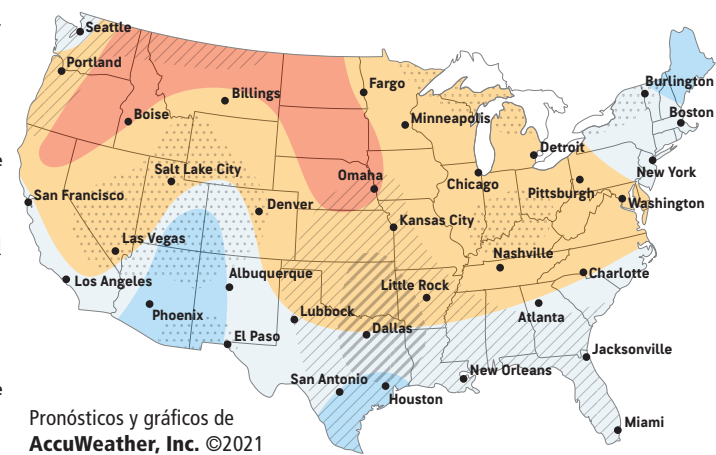 Seattle
Portland
Boise
Billings
Fargo
Minneapolis
Burlington
Boston
New York
Detroit
Chicago
Pittsburgh
Washington
Omaha
Salt Lake City
San Francisco
Denver
Kansas City
Las Vegas
Los Angeles
Albuquerque
Phoenix
El Paso
Lubbock
Little Rock
Nashville
Charlotte
Atlanta
Dallas
San Antonio
Houston
New Orleans
Jacksonville
Miami
Pronósticos y gráficos de
AccuWeather, Inc. ©2021